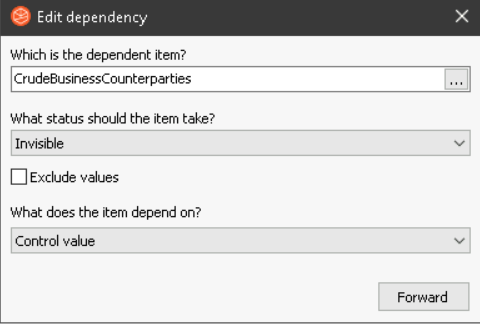 Edit dependency
Which is the dependent item?
CrudeBusinessCounterparties
...
What status should the item take?
Invisible
Exclude values
What does the item depend on?
Control value
Forward